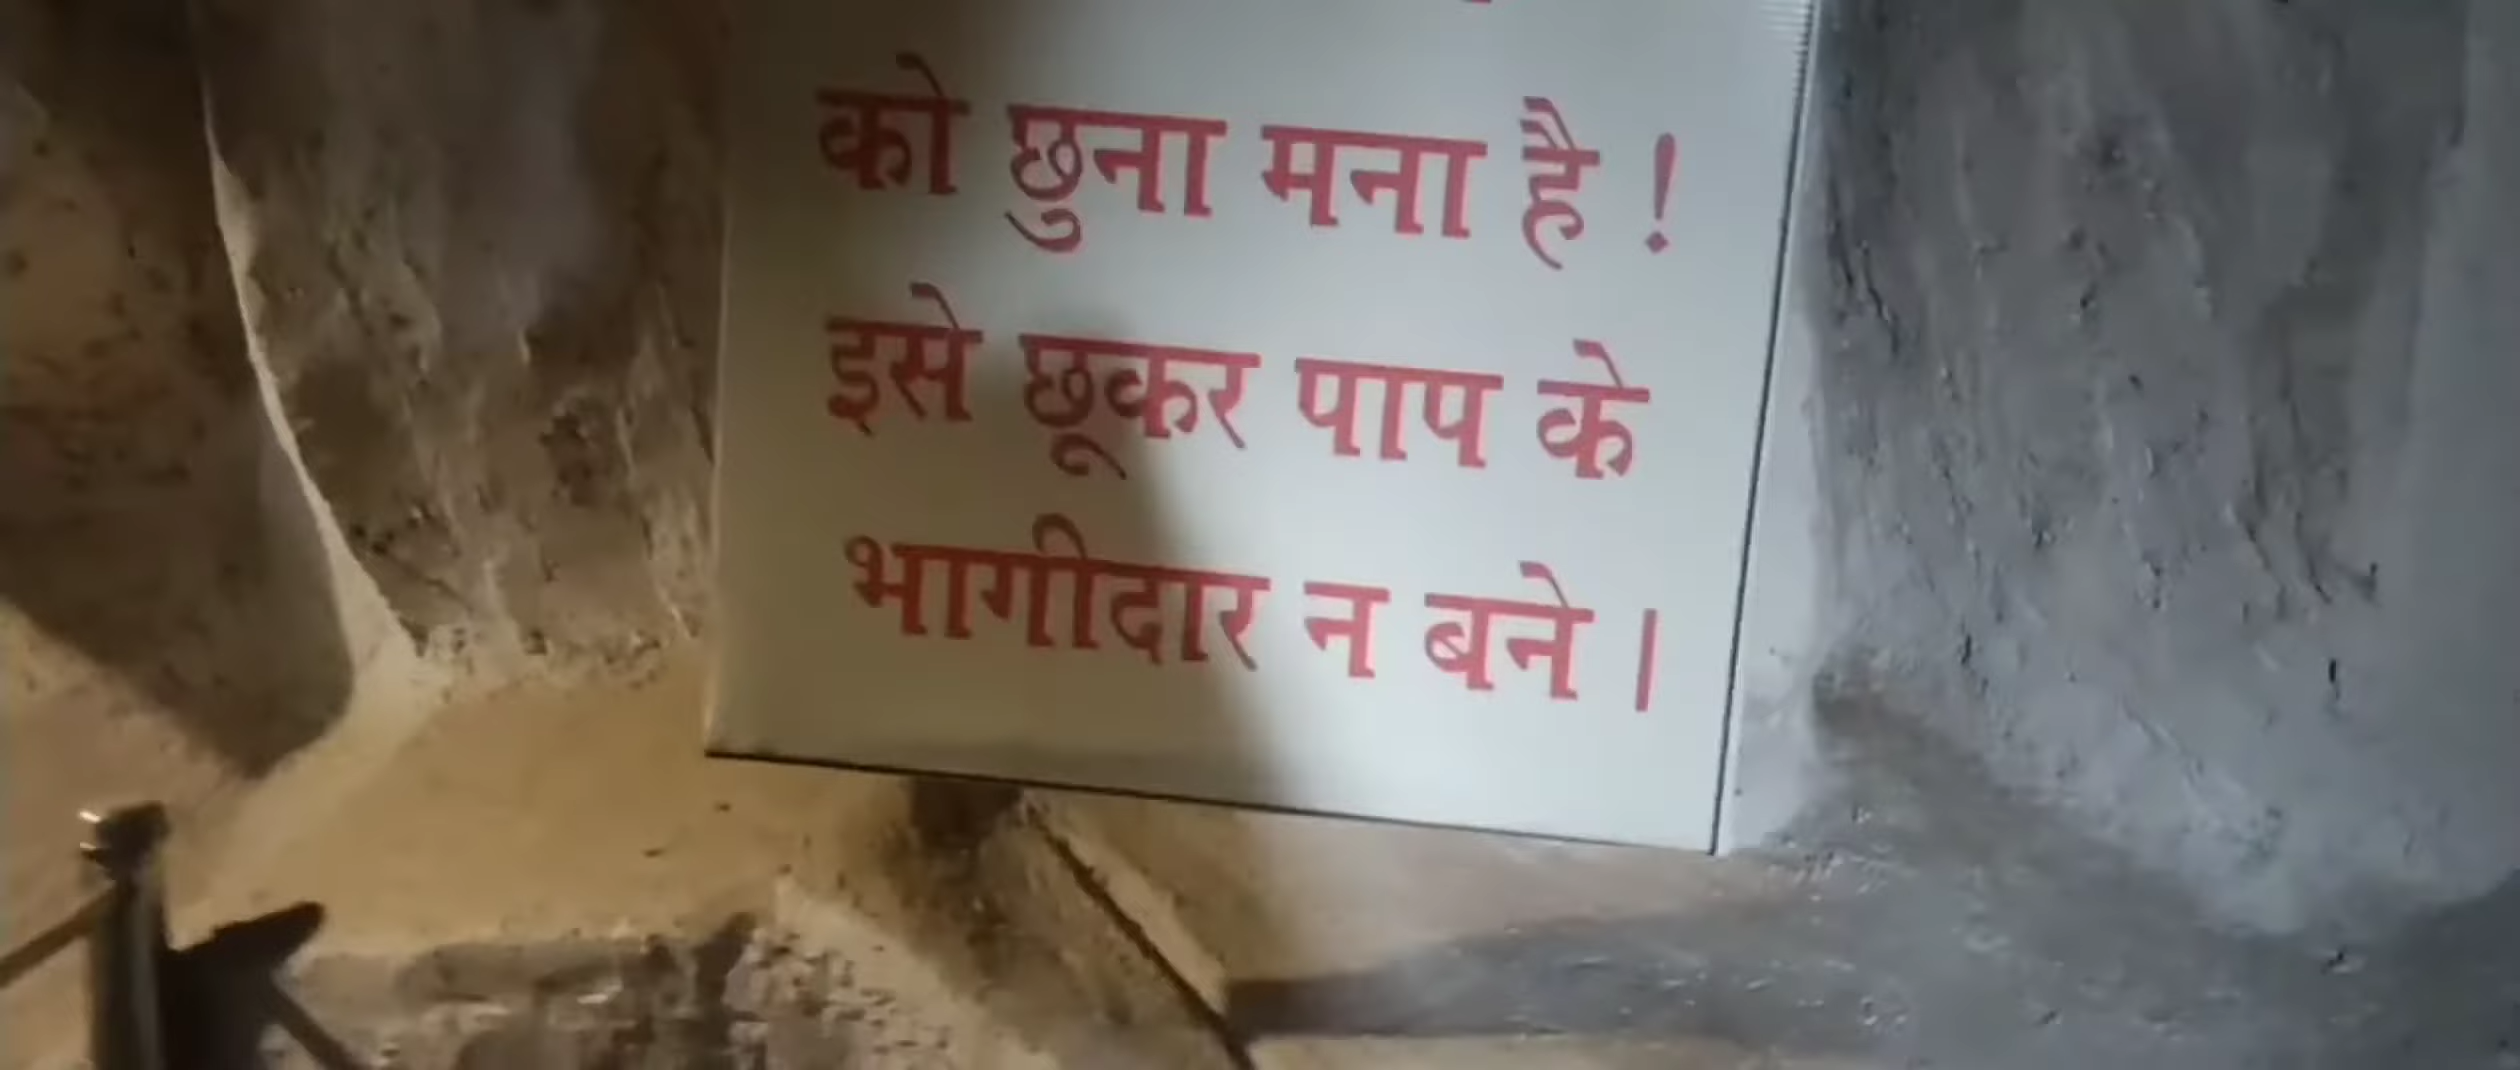 को छुना मना है !
इसे छूकर पाप के
भागीदार न बने |